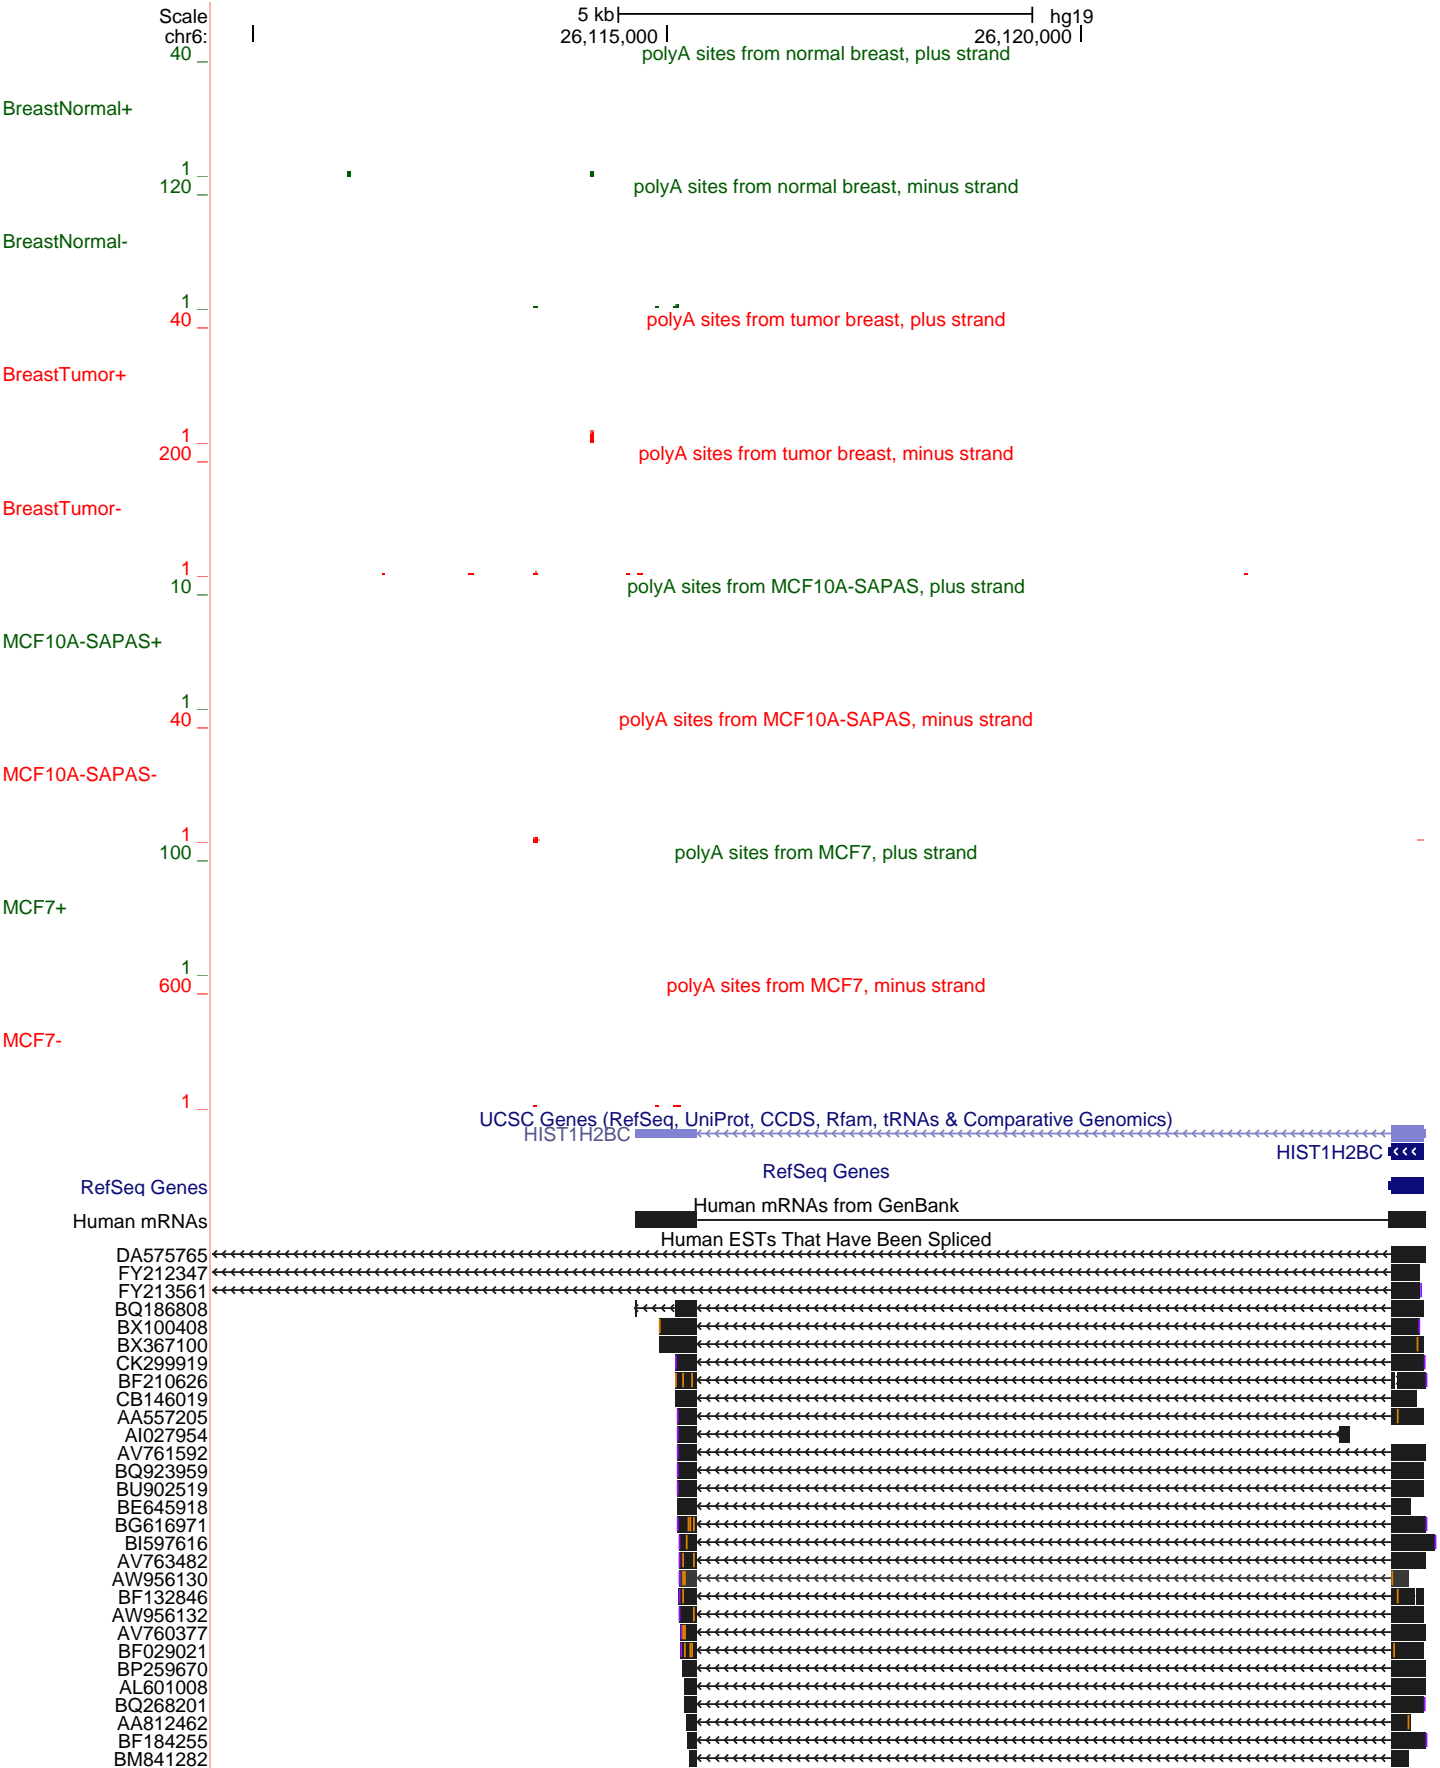 Scale 5 kb hg19
chr6: 26,115,000 26,120,000
40 polyA sites from normal breast, plus strand
BreastNormal+
1
120 polyA sites from normal breast, minus strand
BreastNormal-
1
40 polyA sites from tumor breast, plus strand
BreastTumor+
1
200 polyA sites from tumor breast, minus strand
BreastTumor-
1
10 polyA sites from MCF10A-SAPAS, plus strand
MCF10A-SAPAS+
1
40 polyA sites from MCF10A-SAPAS, minus strand
MCF10A-SAPAS-
1
100 polyA sites from MCF7, plus strand
MCF7+
1
600 polyA sites from MCF7, minus strand
MCF7-
1
UCSC Genes (RefSeq, UniProt, CCDS, Rfam, tRNAs & Comparative Genomics)
HIST1H2BC
HIST1H2BC
RefSeq Genes
RefSeq Genes
Human mRNAs from GenBank
Human mRNAs
Human ESTs That Have Been Spliced
DA575765
FY212347
FY213561
BQ186808
BX100408
BX367100
CK299919
BF210626
CB146019
AA557205
AI027954
AV761592
BQ923959
BU902519
BE645918
BG616971
BI597616
AV763482
AW956130
BF132846
AW956132
AV760377
BF029021
BP259670
AL601008
BQ268201
AA812462
BF184255
BM841282